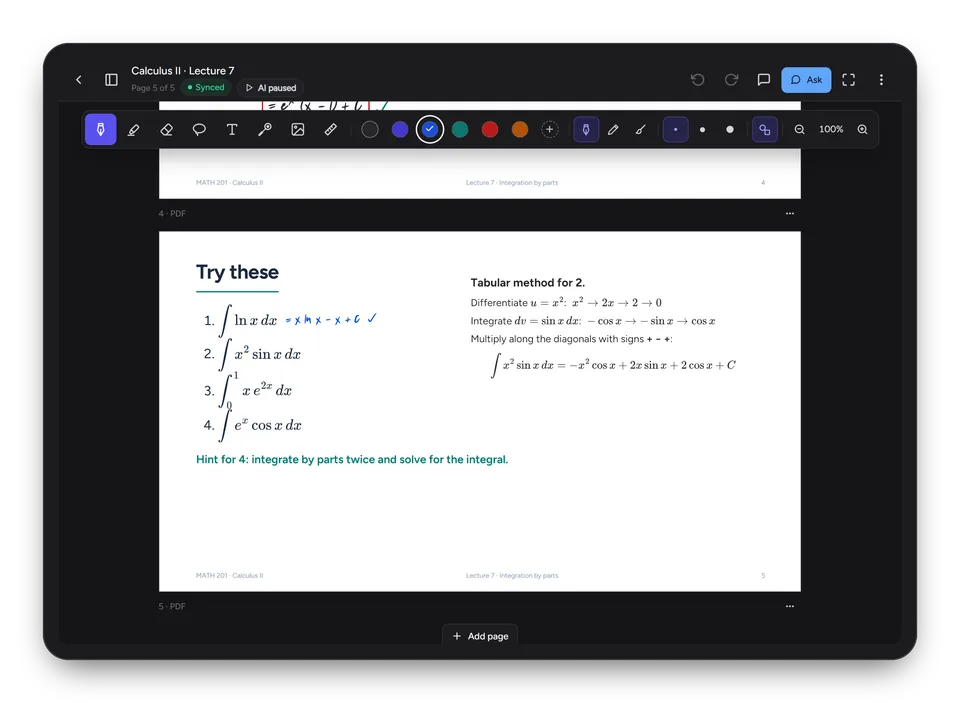 Calculus II · Lecture 7
Page 5 of 5 Synced AI paused
Ask
= eˣ (x − 1) + C ✓
100%
MATH 201 · Calculus II Lecture 7 · Integration by parts 4
4 · PDF
Try these
1. ∫ ln x dx = x ln x − x + C ✓
2. ∫ x² sin x dx
3. ∫₀¹ x e²ˣ dx
4. ∫ eˣ cos x dx
Hint for 4: integrate by parts twice and solve for the integral.
Tabular method for 2.
Differentiate u = x²: x² → 2x → 2 → 0
Integrate dv = sin x dx: − cos x → − sin x → cos x
Multiply along the diagonals with signs + − +:
∫ x² sin x dx = −x² cos x + 2x sin x + 2 cos x + C
MATH 201 · Calculus II Lecture 7 · Integration by parts 5
5 · PDF
+ Add page